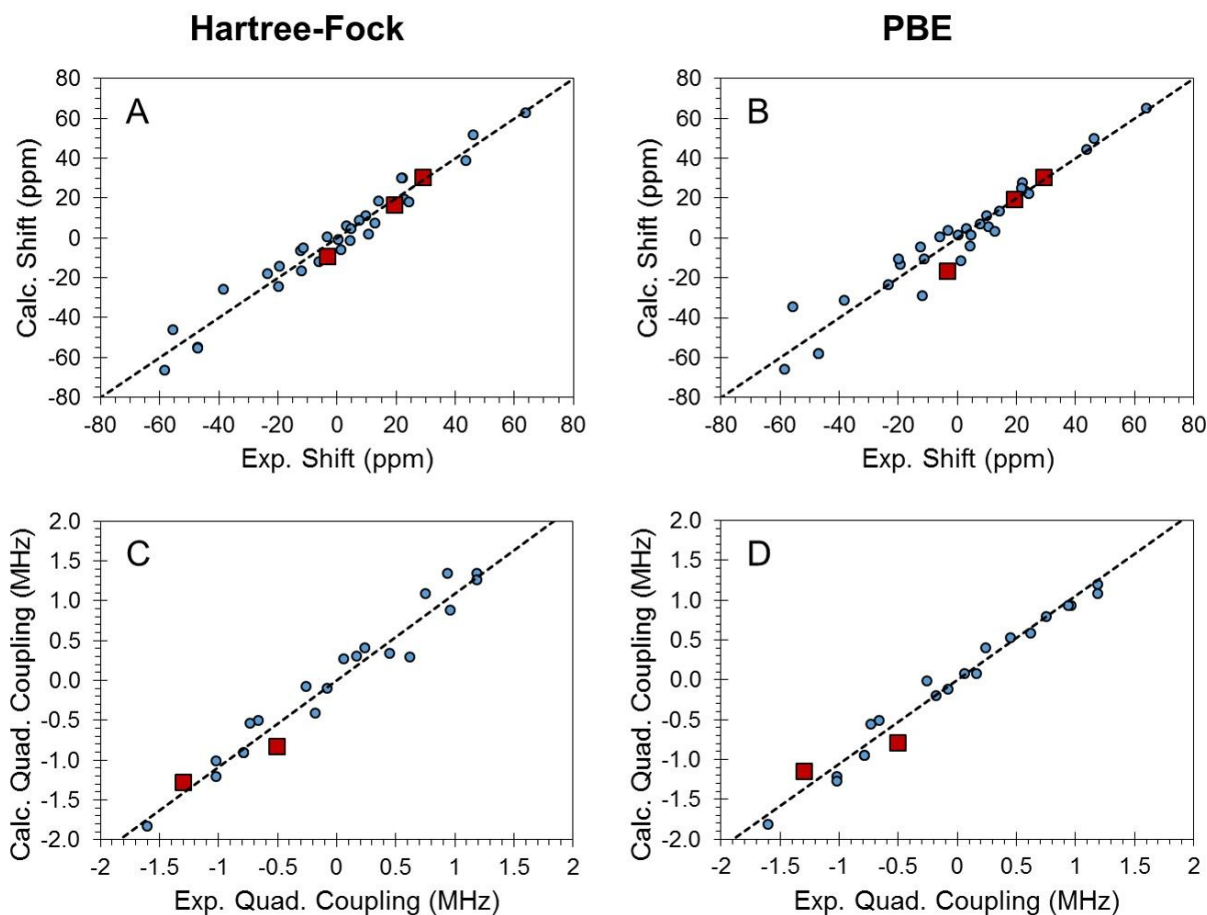 Hartree-Fock
PBE
A
80
60
40
20
0
-20
-40
-60
-80
Calc. Shift (ppm)
-80 -60 -40 -20 0 20 40 60 80
Exp. Shift (ppm)
B
80
60
40
20
0
-20
-40
-60
-80
Calc. Shift (ppm)
-80 -60 -40 -20 0 20 40 60 80
Exp. Shift (ppm)
C
2.0
1.5
1.0
0.5
0.0
-0.5
-1.0
-1.5
-2.0
Calc. Quad. Coupling (MHz)
-2 -1.5 -1 -0.5 0 0.5 1 1.5 2
Exp. Quad. Coupling (MHz)
D
2.0
1.5
1.0
0.5
0.0
-0.5
-1.0
-1.5
-2.0
Calc. Quad. Coupling (MHz)
-2 -1.5 -1 -0.5 0 0.5 1 1.5 2
Exp. Quad. Coupling (MHz)